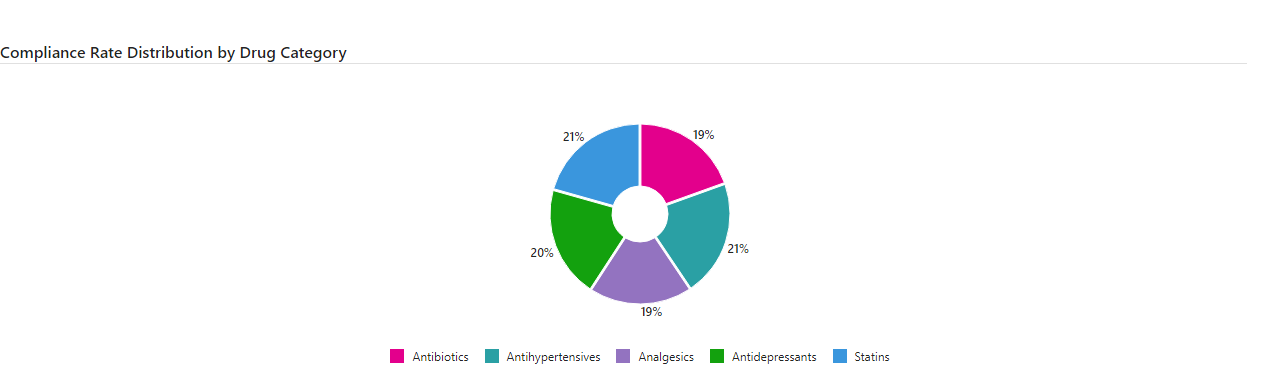 Compliance Rate Distribution by Drug Category
21%
19%
20%
21%
19%
Antibiotics
Antihypertensives
Analgesics
Antidepressants
Statins